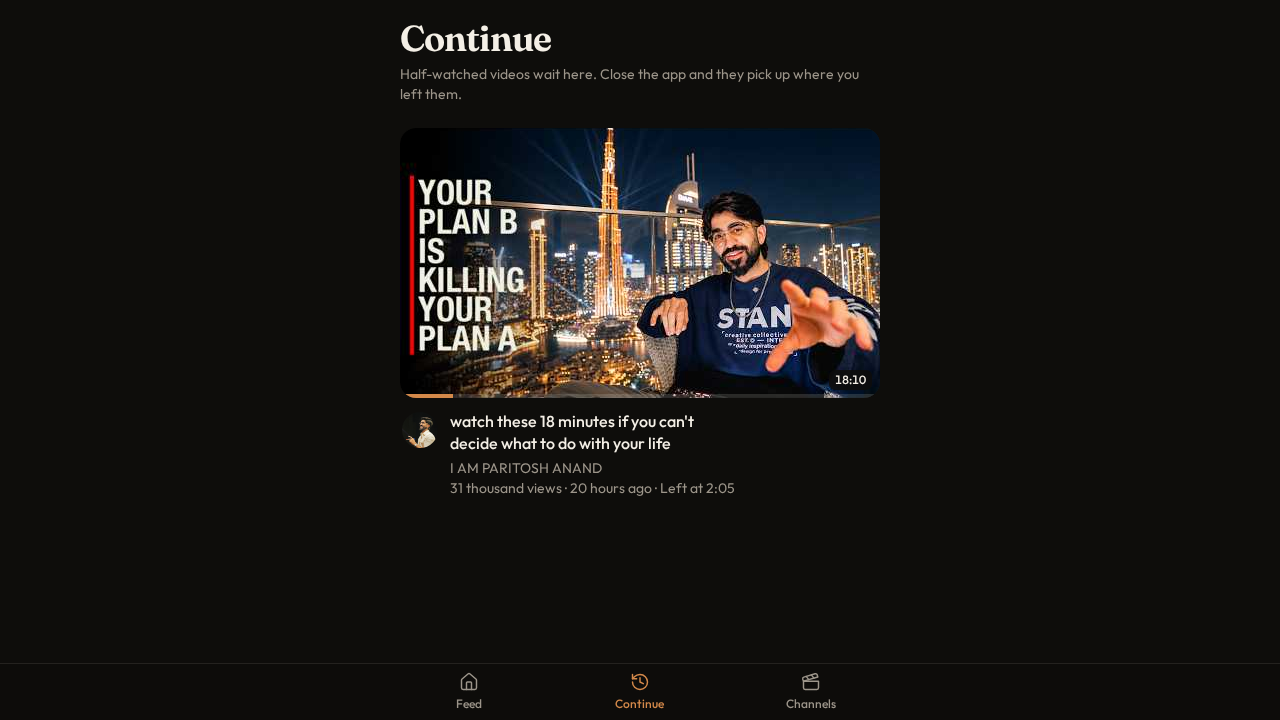 Continue
Half-watched videos wait here. Close the app and they pick up where you
left them.
YOUR
PLAN B
IS
KILLING
YOUR
PLAN A
STAN
creative collective
18:10
watch these 18 minutes if you can't
decide what to do with your life
I AM PARITOSH ANAND
31 thousand views · 20 hours ago · Left at 2:05
Feed
Continue
Channels